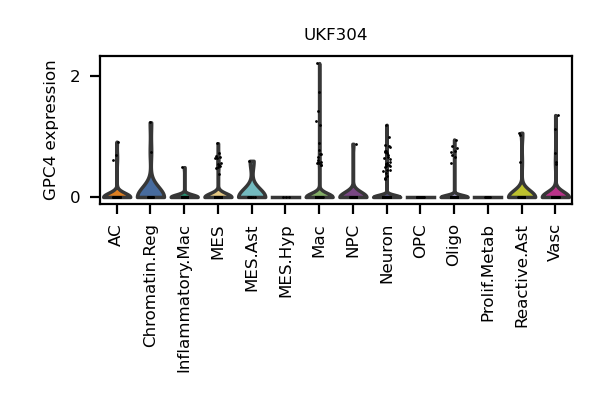 UKF304
GPC4 expression
2
0
AC
Chromatin.Reg
Inflammatory.Mac
MES
MES.Ast
MES.Hyp
Mac
NPC
Neuron
OPC
Oligo
Prolif.Metab
Reactive.Ast
Vasc